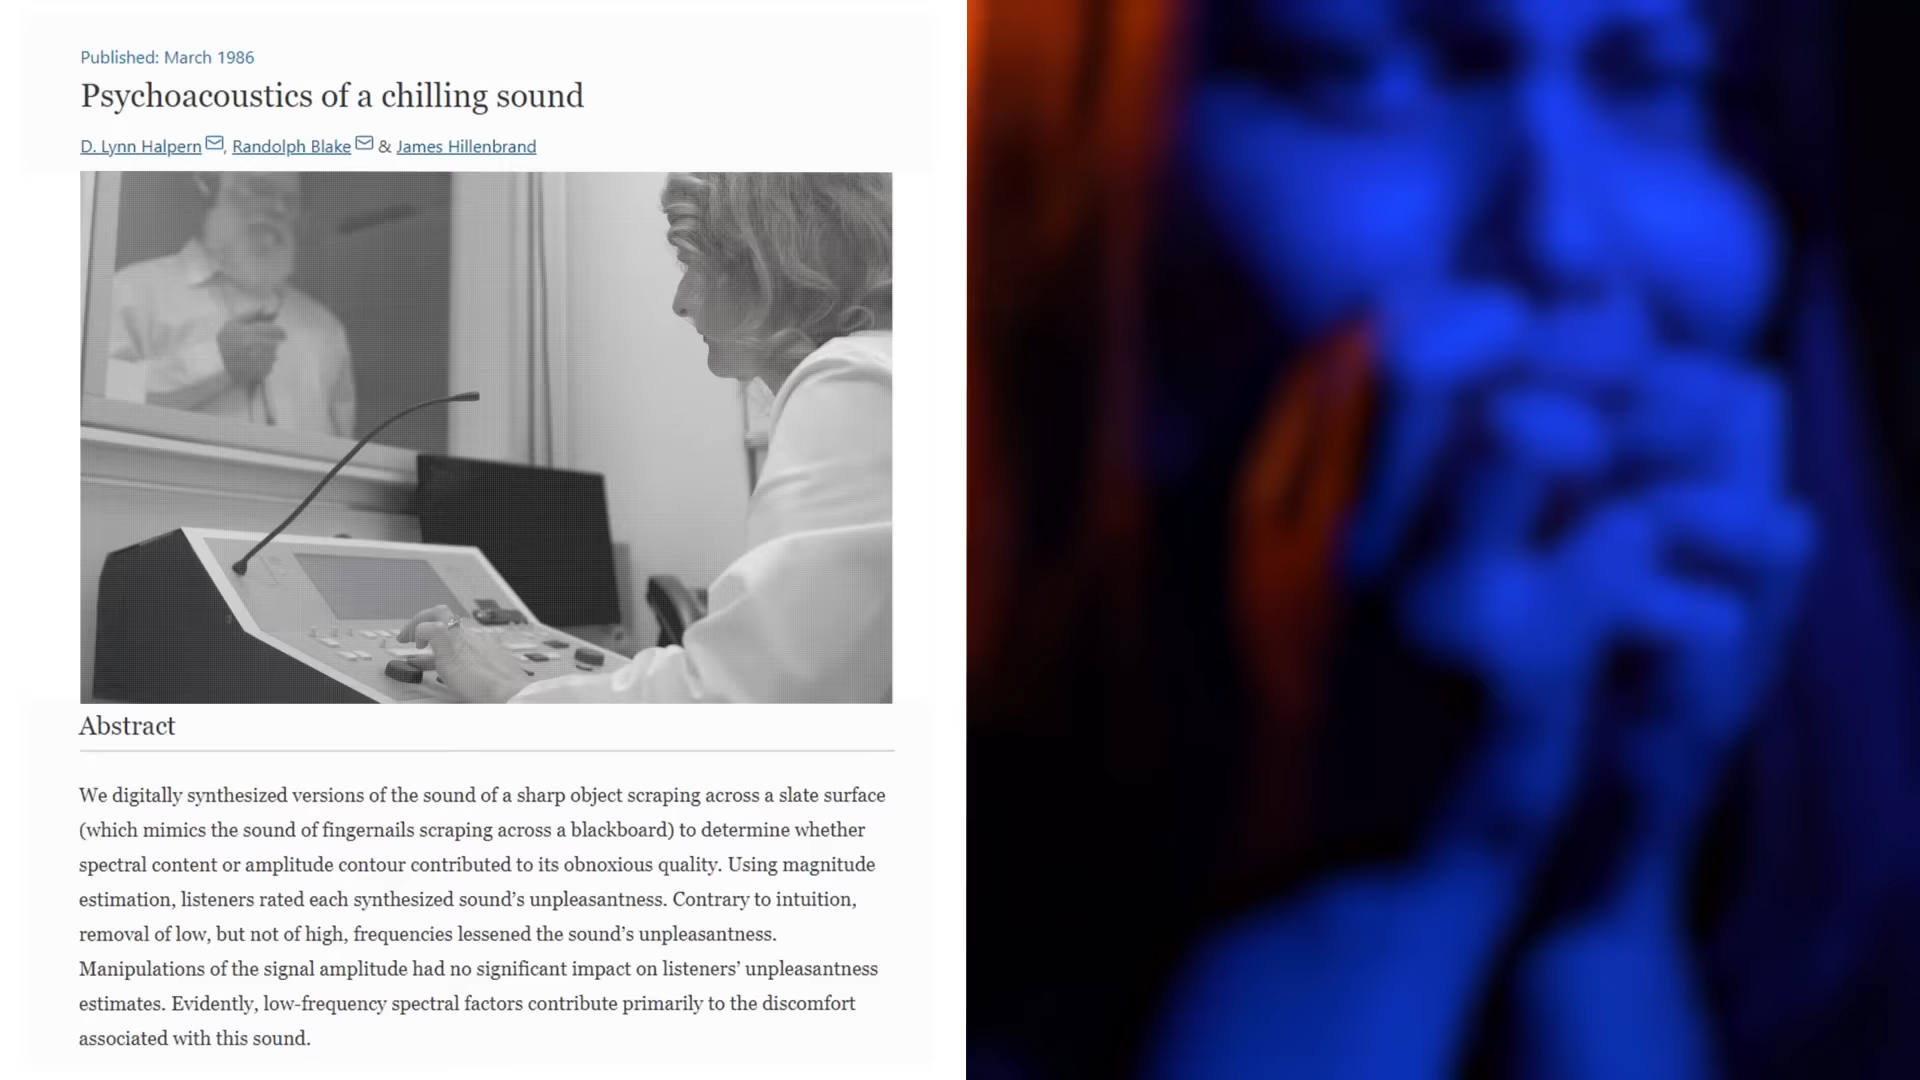 Published: March 1986
Psychoacoustics of a chilling sound
D. Lynn Halpern, Randolph Blake & James Hillenbrand
Abstract
We digitally synthesized versions of the sound of a sharp object scraping across a slate surface
(which mimics the sound of fingernails scraping across a blackboard) to determine whether
spectral content or amplitude contour contributed to its obnoxious quality. Using magnitude
estimation, listeners rated each synthesized sound’s unpleasantness. Contrary to intuition,
removal of low, but not of high, frequencies lessened the sound’s unpleasantness.
Manipulations of the signal amplitude had no significant impact on listeners’ unpleasantness
estimates. Evidently, low-frequency spectral factors contribute primarily to the discomfort
associated with this sound.